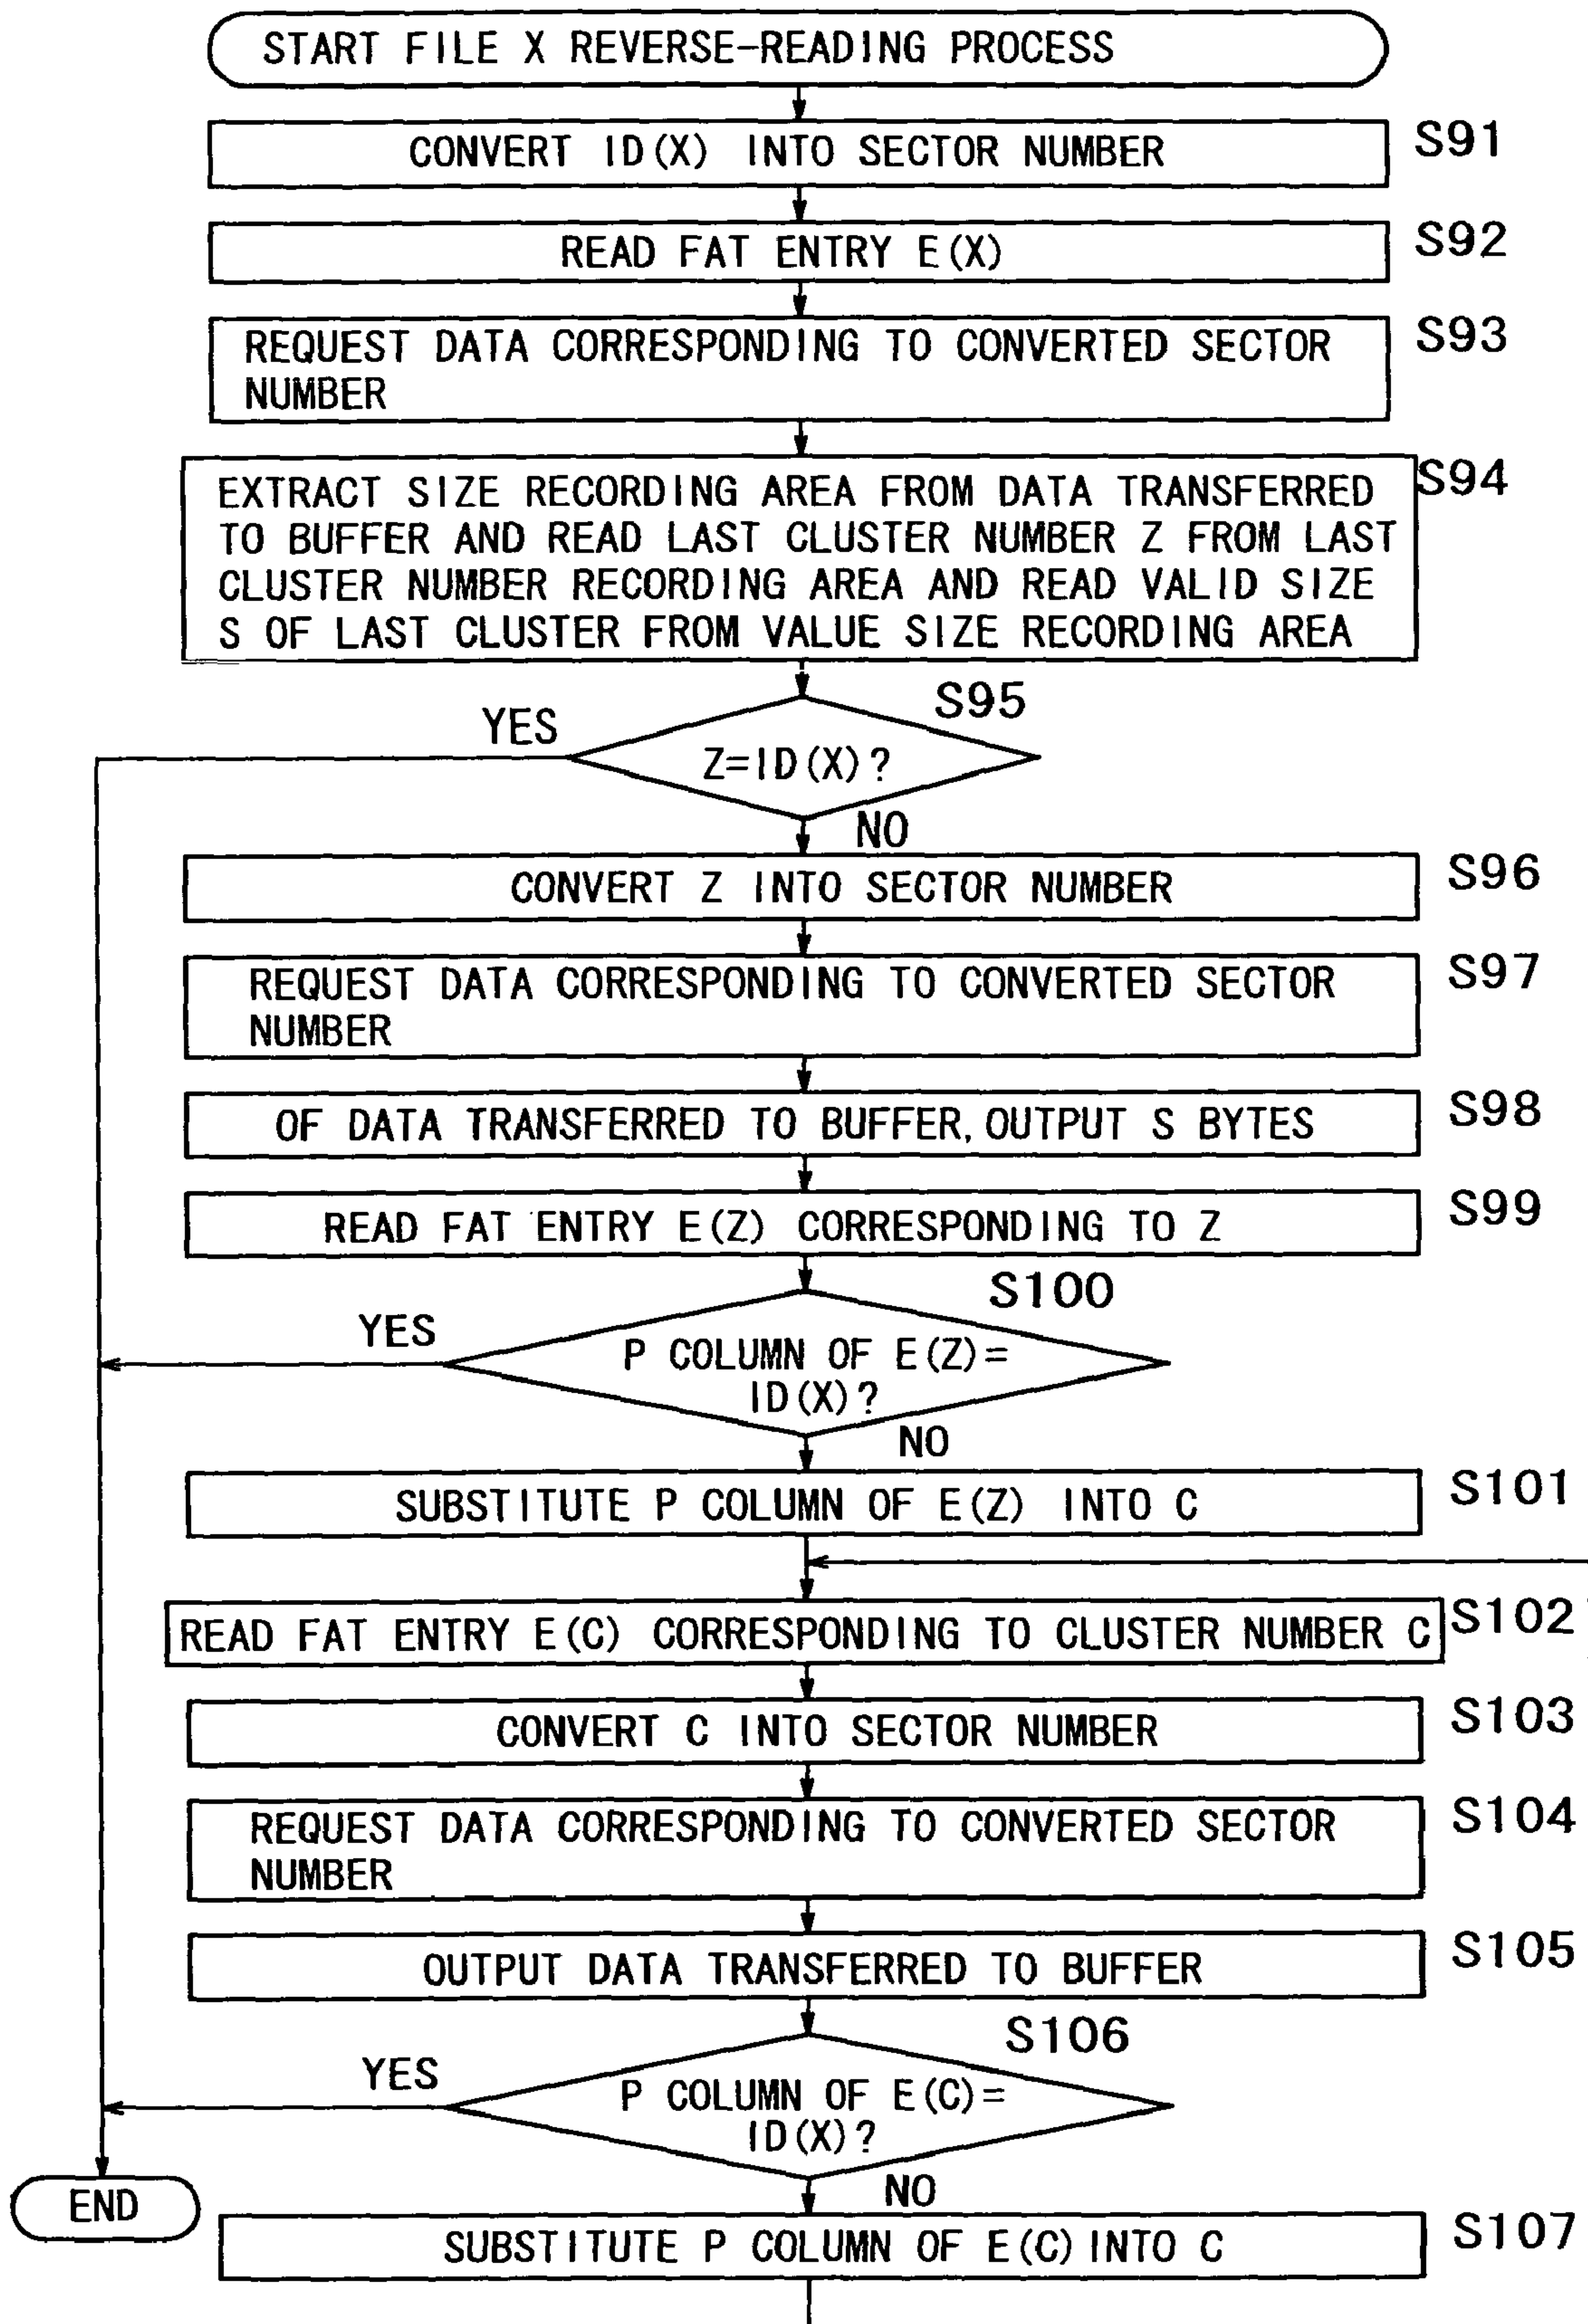 START FILE X REVERSE-READING PROCESS
CONVERT ID(X) INTO SECTOR NUMBER
S91
READ FAT ENTRY E(X)
S92
REQUEST DATA CORRESPONDING TO CONVERTED SECTOR
NUMBER
S93
EXTRACT SIZE RECORDING AREA FROM DATA TRANSFERRED
TO BUFFER AND READ LAST CLUSTER NUMBER Z FROM LAST
CLUSTER NUMBER RECORDING AREA AND READ VALID SIZE
S OF LAST CLUSTER FROM VALUE SIZE RECORDING AREA
S94
S95
YES
Z=ID(X)?
NO
CONVERT Z INTO SECTOR NUMBER
S96
REQUEST DATA CORRESPONDING TO CONVERTED SECTOR
NUMBER
S97
OF DATA TRANSFERRED TO BUFFER, OUTPUT S BYTES
S98
READ FAT ENTRY E(Z) CORRESPONDING TO Z
S99
S100
YES
P COLUMN OF E(Z)=
ID(X)?
NO
SUBSTITUTE P COLUMN OF E(Z) INTO C
S101
READ FAT ENTRY E(C) CORRESPONDING TO CLUSTER NUMBER C
S102
CONVERT C INTO SECTOR NUMBER
S103
REQUEST DATA CORRESPONDING TO CONVERTED SECTOR
NUMBER
S104
OUTPUT DATA TRANSFERRED TO BUFFER
S105
S106
YES
P COLUMN OF E(C)=
ID(X)?
NO
END
SUBSTITUTE P COLUMN OF E(C) INTO C
S107